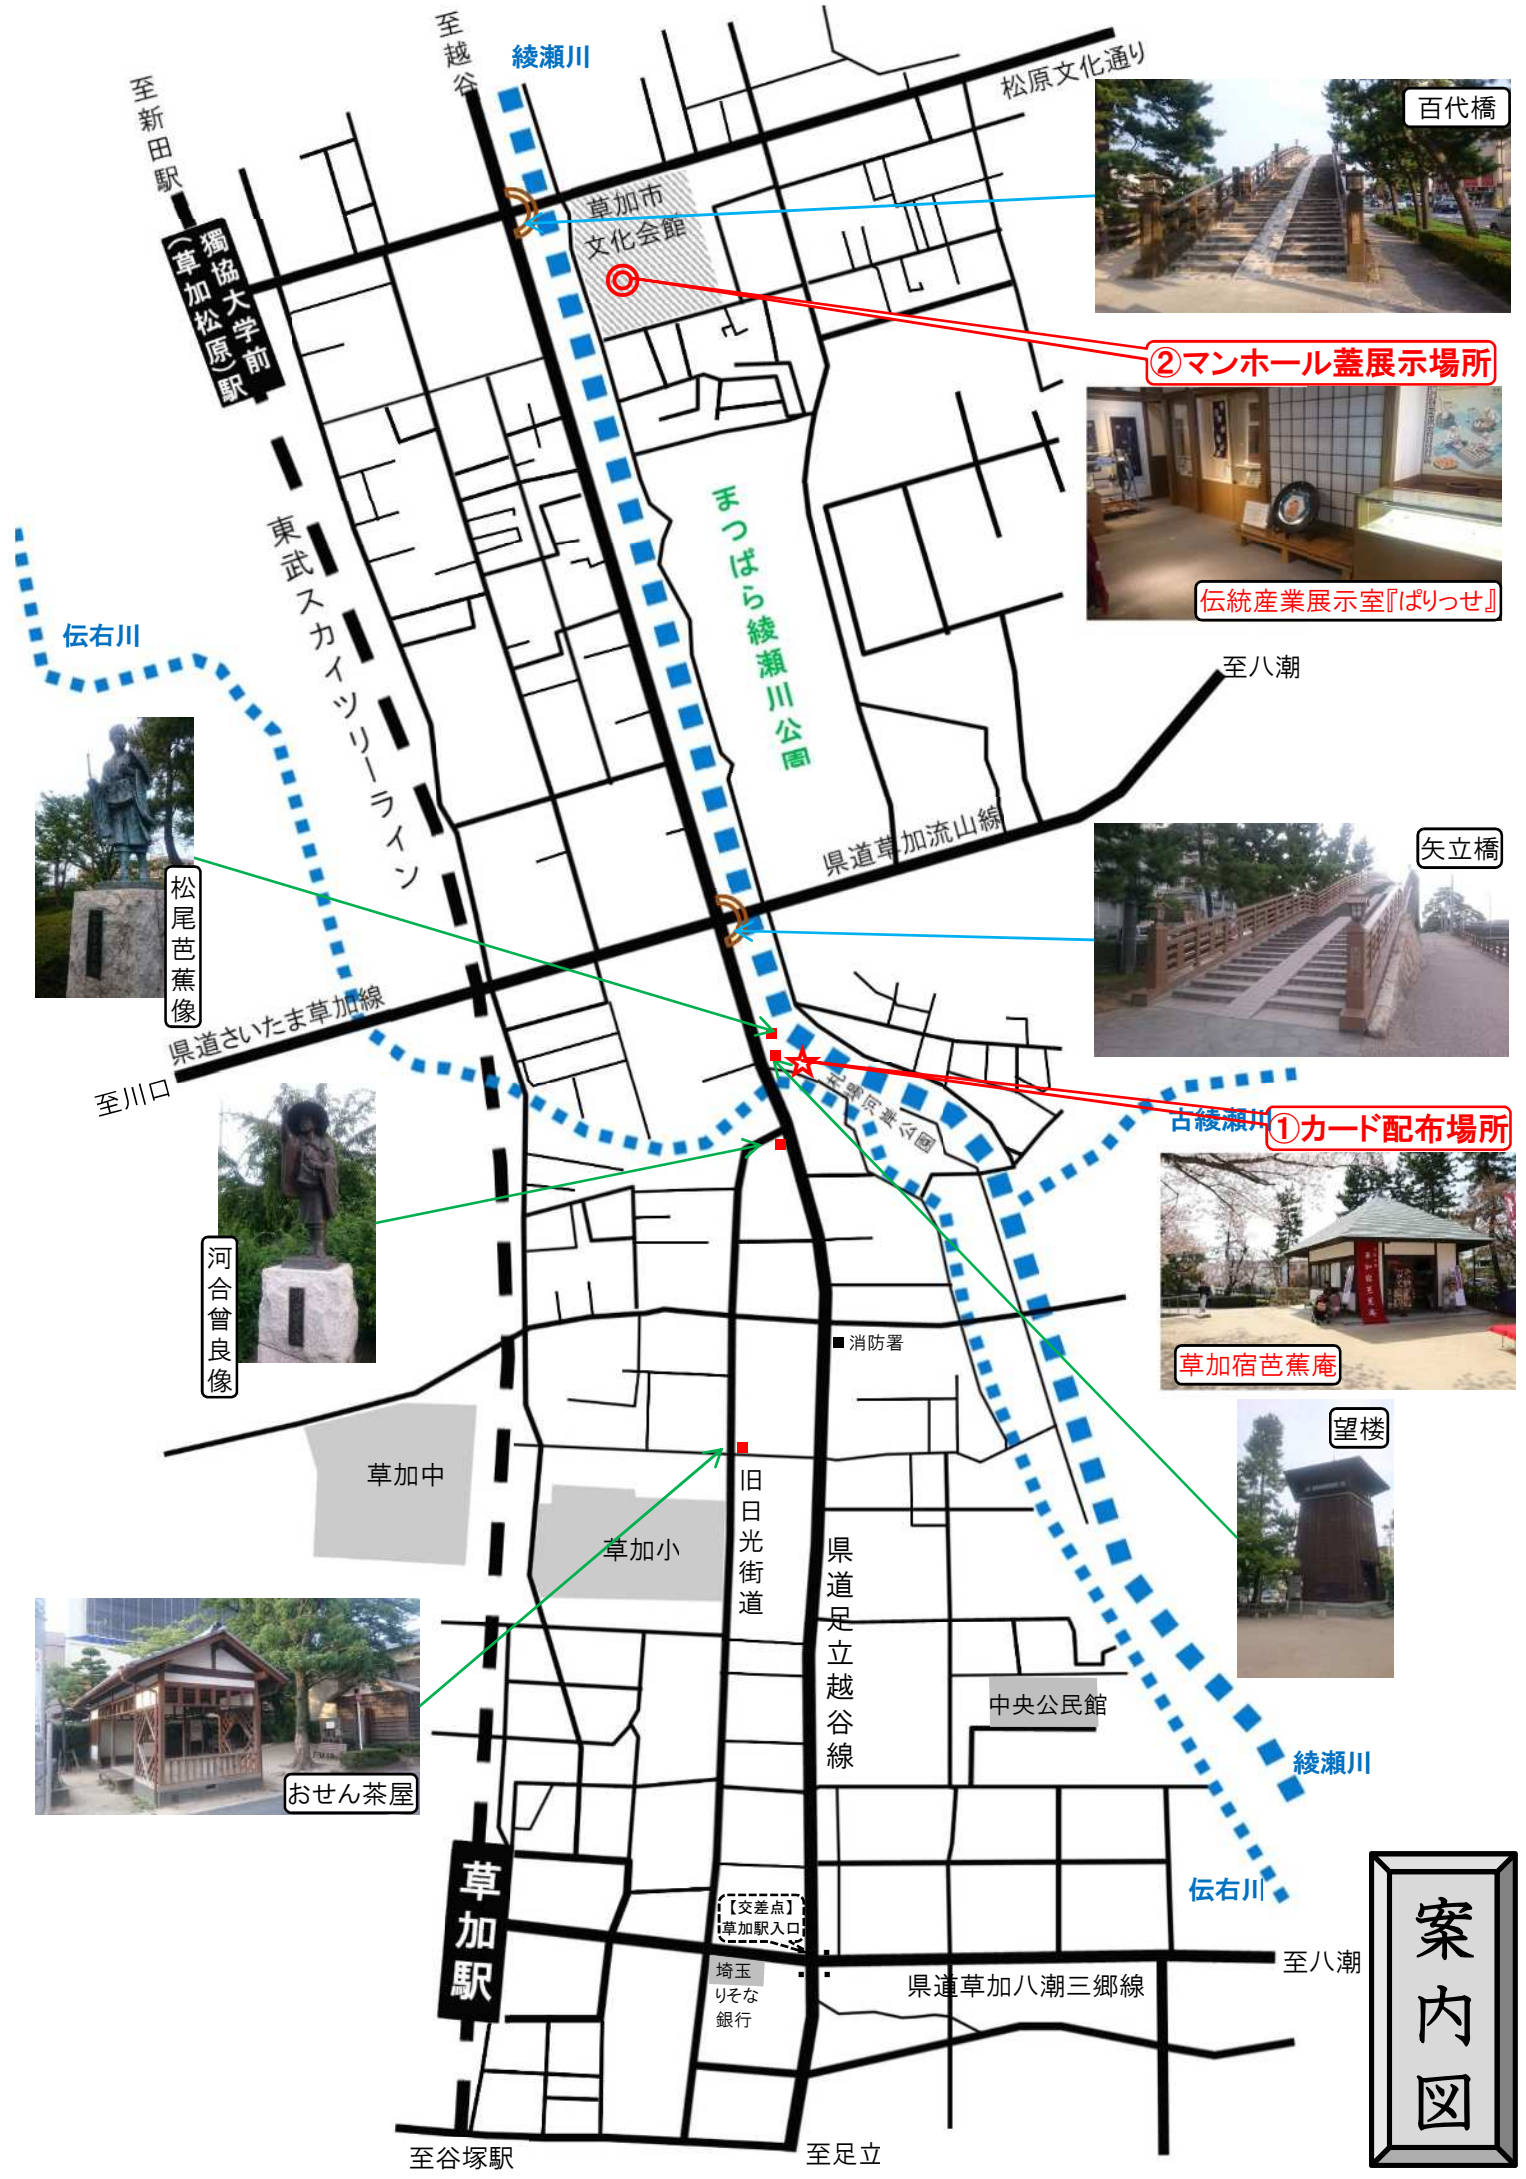 至越谷
綾瀬川
至新田駅
松原文化通り
百代橋
草加市
文化会館
獨協大学前
(草加松原)駅
②マンホール蓋展示場所
伝統産業展示室『ぱりっせ』
まつばら綾瀬川公園
東武スカイツリーライン
伝右川
至八潮
県道草加流山線
矢立橋
松尾芭蕉像
県道さいたま草加線
至川口
札場河岸公園
古綾瀬川
①カード配布場所
草加宿芭蕉庵
河合曾良像
消防署
望楼
草加中
旧日光街道
草加小
県道足立越谷線
中央公民館
おせん茶屋
綾瀬川
伝右川
草加駅
【交差点】
草加駅入口
埼玉
りそな
銀行
至八潮
県道草加八潮三郷線
案内図
至谷塚駅
至足立